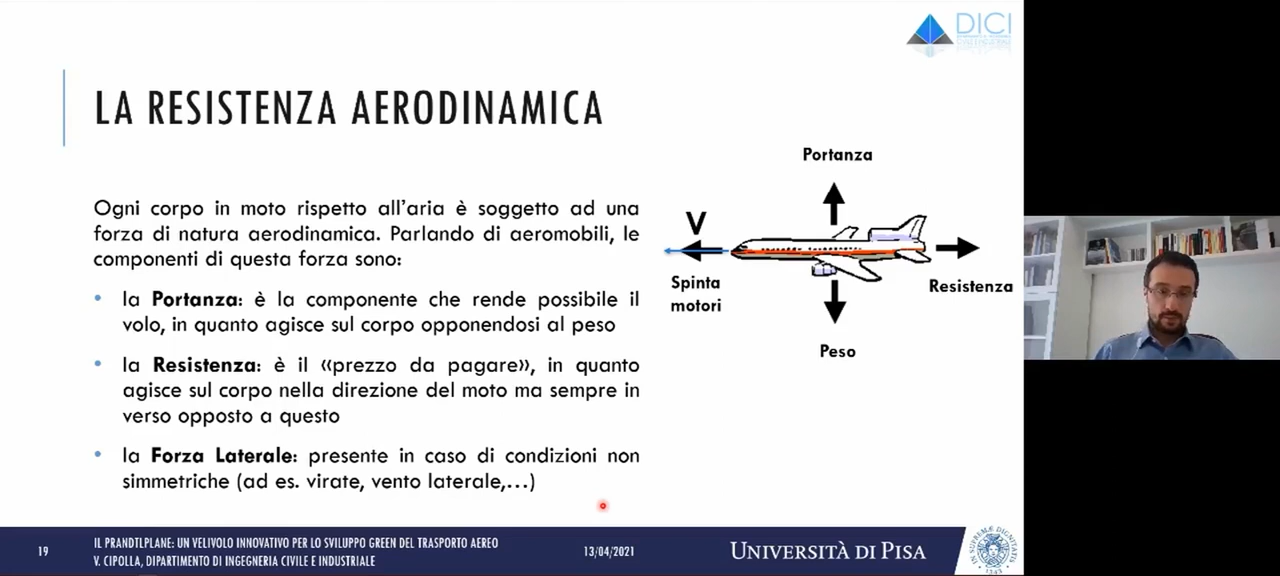 DICI
LA RESISTENZA AERODINAMICA
Ogni corpo in moto rispetto all'aria è soggetto ad una
forza di natura aerodinamica. Parlando di aeromobili, le
componenti di questa forza sono:
• la Portanza: è la componente che rende possibile il
volo, in quanto agisce sul corpo opponendosi al peso
• la Resistenza: è il «prezzo da pagare», in quanto
agisce sul corpo nella direzione del moto ma sempre in
verso opposto a questo
• la Forza Laterale: presente in caso di condizioni non
simmetriche (ad es. virate, vento laterale,...)
Portanza
V
Spinta
motori
Resistenza
Peso
19
IL PRANDTLPLANE: UN VELIVOLO INNOVATIVO PER LO SVILUPPO GREEN DEL TRASPORTO AEREO
V. CIPOLLA, DIPARTIMENTO DI INGEGNERIA CIVILE E INDUSTRIALE
13/04/2021
UNIVERSITÀ DI PISA